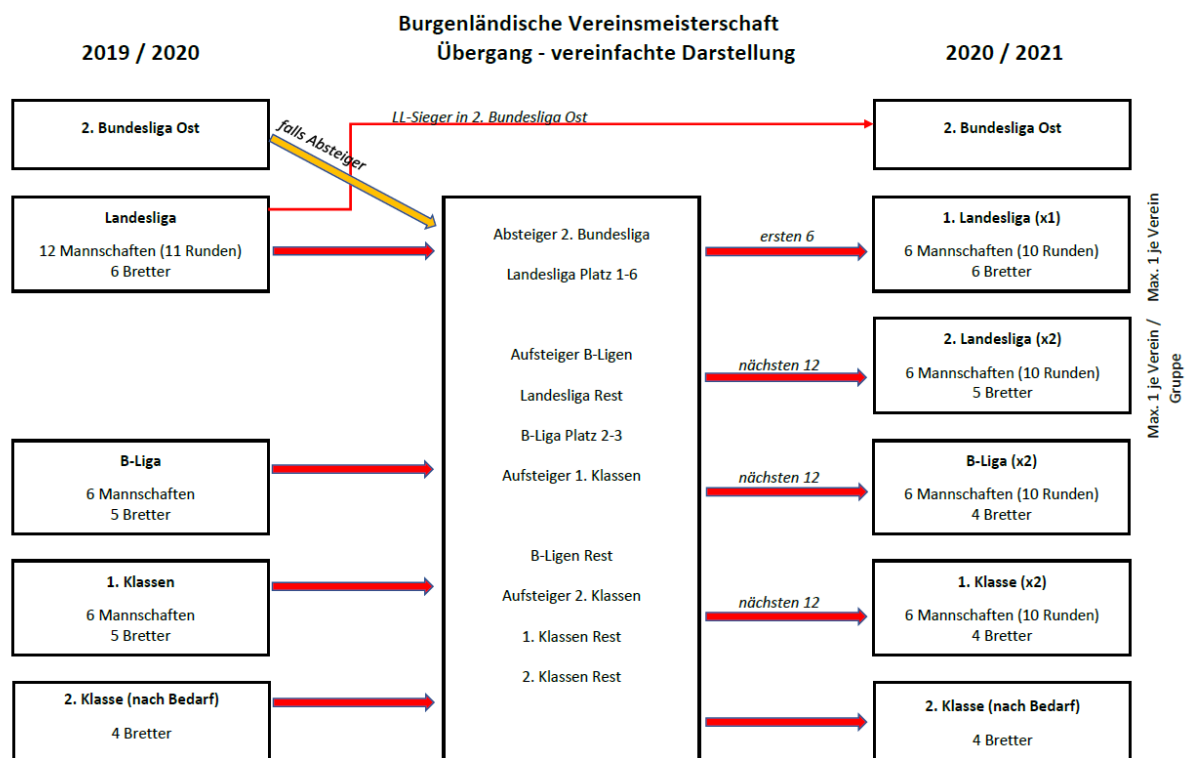 Burgenländische Vereinsmeisterschaft
2019 / 2020
Übergang - vereinfachte Darstellung
2020 / 2021
2. Bundesliga Ost
falls Absteiger
LL-Sieger in 2. Bundesliga Ost
2. Bundesliga Ost
Landesliga
12 Mannschaften (11 Runden)
6 Bretter
Absteiger 2. Bundesliga
Landesliga Platz 1-6
ersten 6
1. Landesliga (x1)
6 Mannschaften (10 Runden)
6 Bretter
Max. 1 je Verein
Aufsteiger B-Ligen
Landesliga Rest
B-Liga Platz 2-3
Aufsteiger 1. Klassen
nächsten 12
2. Landesliga (x2)
6 Mannschaften (10 Runden)
5 Bretter
Max. 1 je Verein /
Gruppe
B-Liga
6 Mannschaften
5 Bretter
nächsten 12
B-Liga (x2)
6 Mannschaften (10 Runden)
4 Bretter
1. Klassen
6 Mannschaften
5 Bretter
B-Ligen Rest
Aufsteiger 2. Klassen
1. Klassen Rest
2. Klassen Rest
nächsten 12
1. Klasse (x2)
6 Mannschaften (10 Runden)
4 Bretter
2. Klasse (nach Bedarf)
4 Bretter
2. Klasse (nach Bedarf)
4 Bretter